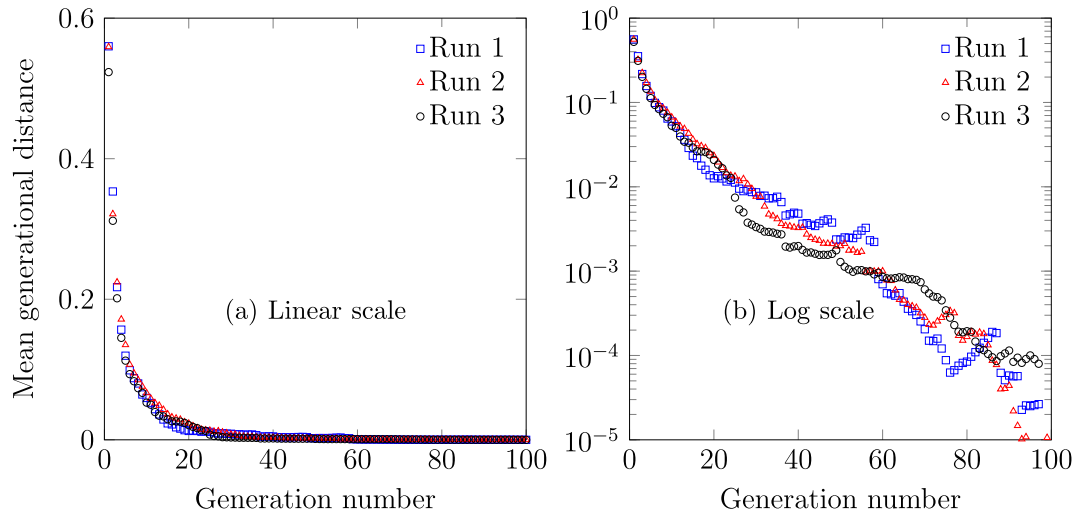 Mean generational distance
0.6
0.4
0.2
0
0
20
40
60
80
100
Generation number
Run 1
Run 2
Run 3
(a) Linear scale
10^0
10^-1
10^-2
10^-3
10^-4
10^-5
0
20
40
60
80
100
Generation number
Run 1
Run 2
Run 3
(b) Log scale